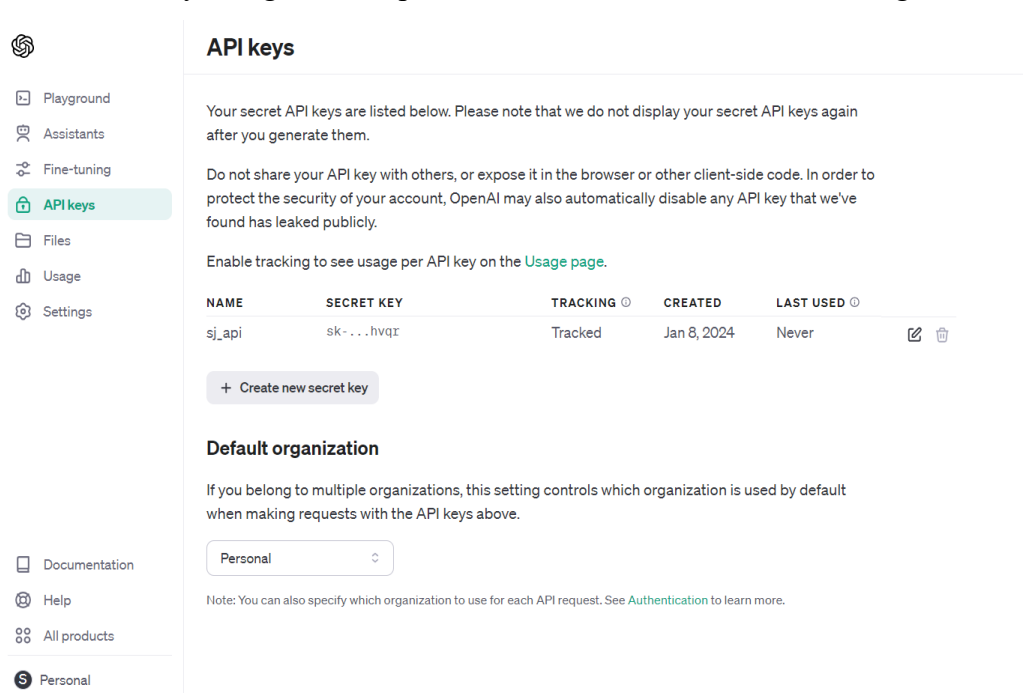 API keys
Playground
Assistants
Fine-tuning
API keys
Files
Usage
Settings
Documentation
Help
All products
S Personal
Your secret API keys are listed below. Please note that we do not display your secret API keys again
after you generate them.
Do not share your API key with others, or expose it in the browser or other client-side code. In order to
protect the security of your account, OpenAI may also automatically disable any API key that we've
found has leaked publicly.
Enable tracking to see usage per API key on the Usage page.
NAME SECRET KEY TRACKING CREATED LAST USED
sj_api sk-...hvqr Tracked Jan 8, 2024 Never
+ Create new secret key
Default organization
If you belong to multiple organizations, this setting controls which organization is used by default
when making requests with the API keys above.
Personal
Note: You can also specify which organization to use for each API request. See Authentication to learn more.